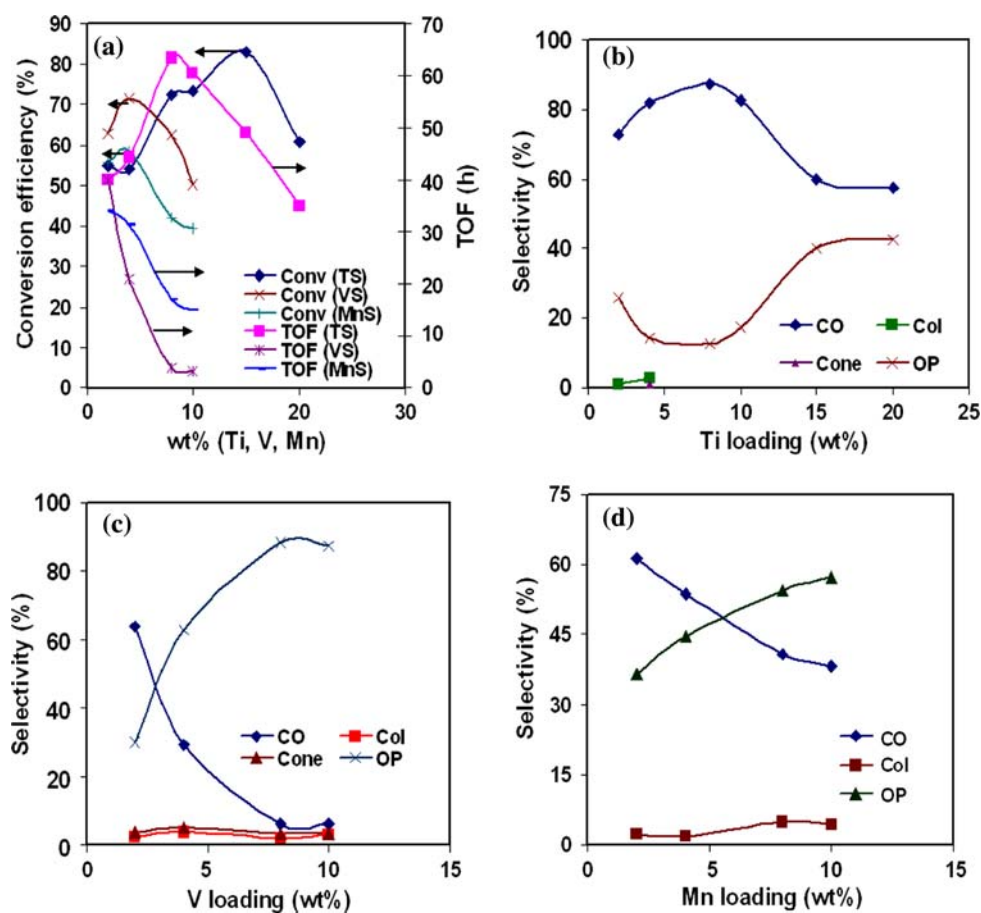 (a)
Conversion efficiency (%)
90
80
70
60
50
40
30
20
10
0
70
60
50
40
30
20
10
0
TOF (h)
Conv (TS)
Conv (VS)
Conv (MnS)
TOF (TS)
TOF (VS)
TOF (MnS)
0 10 20 30
wt% (Ti, V, Mn)
(b)
Selectivity (%)
100
80
60
40
20
0
CO Col
Cone OP
0 5 10 15 20 25
Ti loading (wt%)
(c)
Selectivity (%)
100
80
60
40
20
0
CO Col
Cone OP
0 5 10 15
V loading (wt%)
(d)
Selectivity (%)
75
60
45
30
15
0
CO
Col
OP
0 5 10 15
Mn loading (wt%)